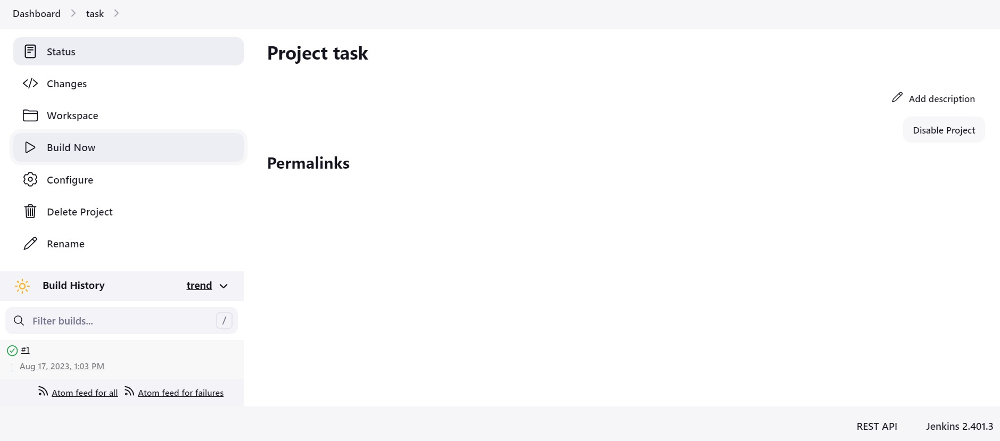 Dashboard
task
Status
Changes
Workspace
Build Now
Configure
Delete Project
Rename
Build History
trend
Filter builds...
/
#1
Aug 17, 2023, 1:03 PM
Atom feed for all
Atom feed for failures
Project task
Add description
Disable Project
Permalinks
REST API
Jenkins 2.401.3